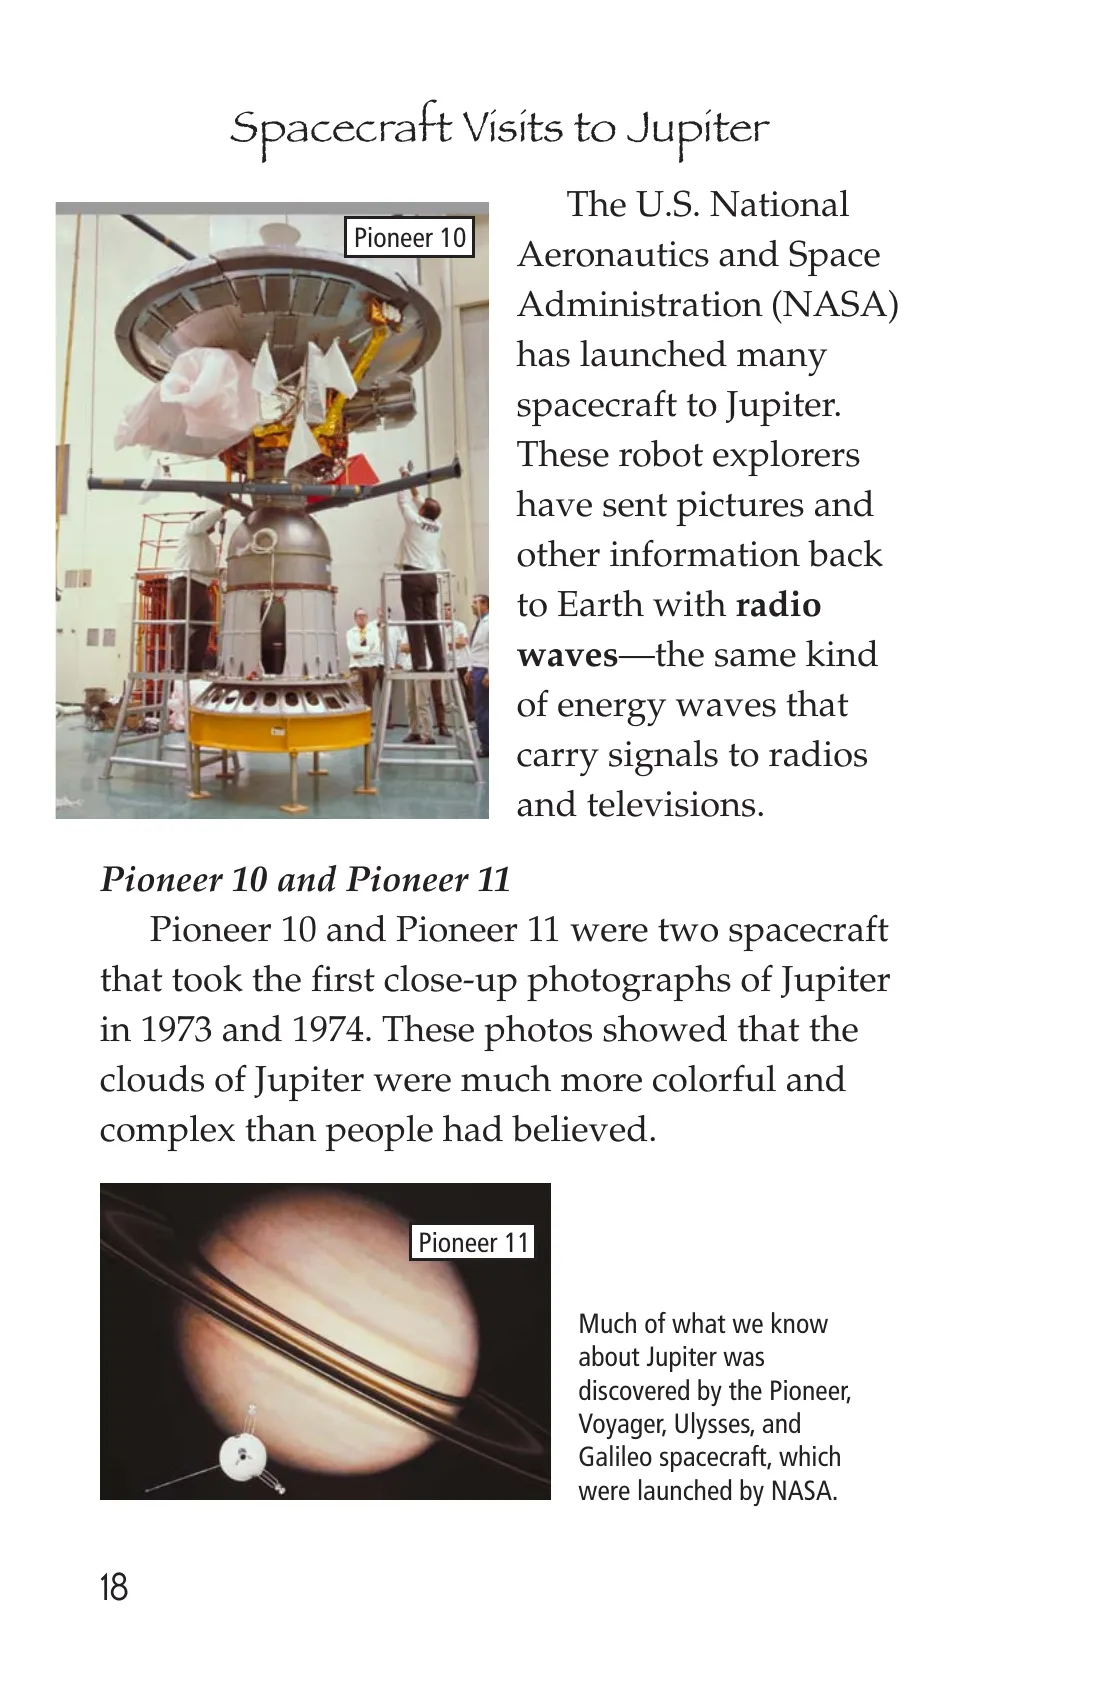 Spacecraft Visits to Jupiter
Pioneer 10
The U.S. National
Aeronautics and Space
Administration (NASA)
has launched many
spacecraft to Jupiter.
These robot explorers
have sent pictures and
other information back
to Earth with radio
waves—the same kind
of energy waves that
carry signals to radios
and televisions.
Pioneer 10 and Pioneer 11
Pioneer 10 and Pioneer 11 were two spacecraft
that took the first close-up photographs of Jupiter
in 1973 and 1974. These photos showed that the
clouds of Jupiter were much more colorful and
complex than people had believed.
Pioneer 11
Much of what we know
about Jupiter was
discovered by the Pioneer,
Voyager, Ulysses, and
Galileo spacecraft, which
were launched by NASA.
18